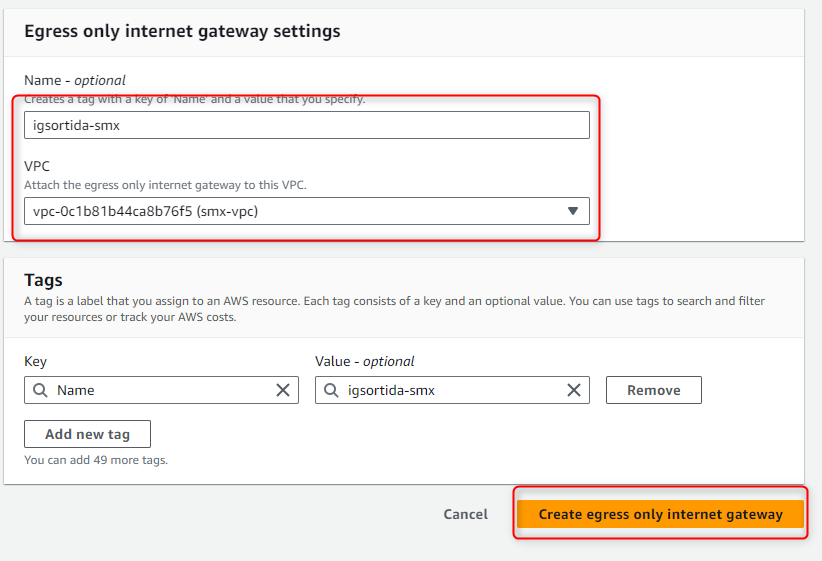 Egress only internet gateway settings
Name - optional
Creates a tag with a key of 'Name' and a value that you specify.
igsortida-smx
VPC
Attach the egress only internet gateway to this VPC.
vpc-0c1b81b44ca8b76f5 (smx-vpc)
Tags
A tag is a label that you assign to an AWS resource. Each tag consists of a key and an optional value. You can use tags to search and filter
your resources or track your AWS costs.
Key
Value - optional
Name
igsortida-smx
Remove
Add new tag
You can add 49 more tags.
Cancel
Create egress only internet gateway